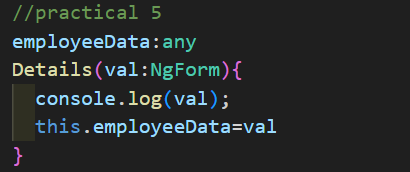 //practical 5
employeeData:any
Details(val:NgForm){
  console.log(val);
  this.employeeData=val
}